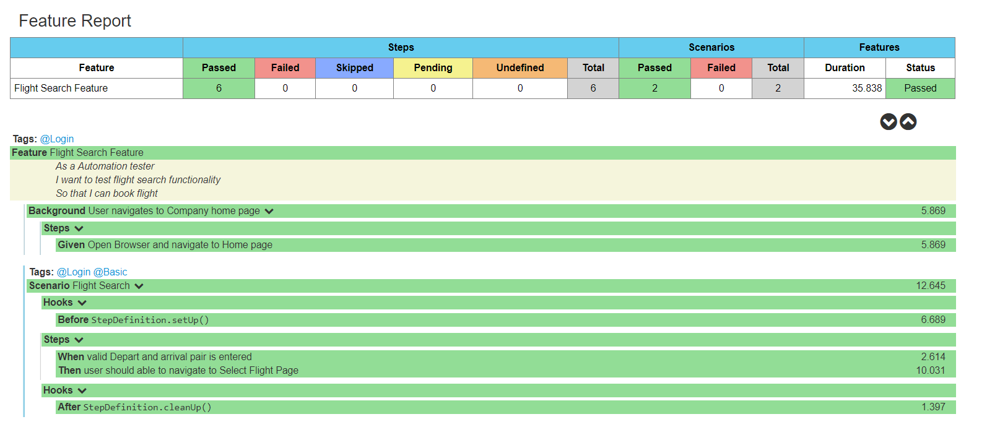 Feature Report
Steps Scenarios Features
Feature Passed Failed Skipped Pending Undefined Total Passed Failed Total Duration Status
Flight Search Feature 6 0 0 0 0 6 2 0 2 35.838 Passed
Tags: @Login
Feature Flight Search Feature
As a Automation tester
I want to test flight search functionality
So that I can book flight
Background User navigates to Company home page 5.869
Steps
Given Open Browser and navigate to Home page 5.869
Tags: @Login @Basic
Scenario Flight Search 12.645
Hooks
Before StepDefinition.setUp() 6.689
Steps
When valid Depart and arrival pair is entered 2.614
Then user should able to navigate to Select Flight Page 10.031
Hooks
After StepDefinition.cleanUp() 1.397